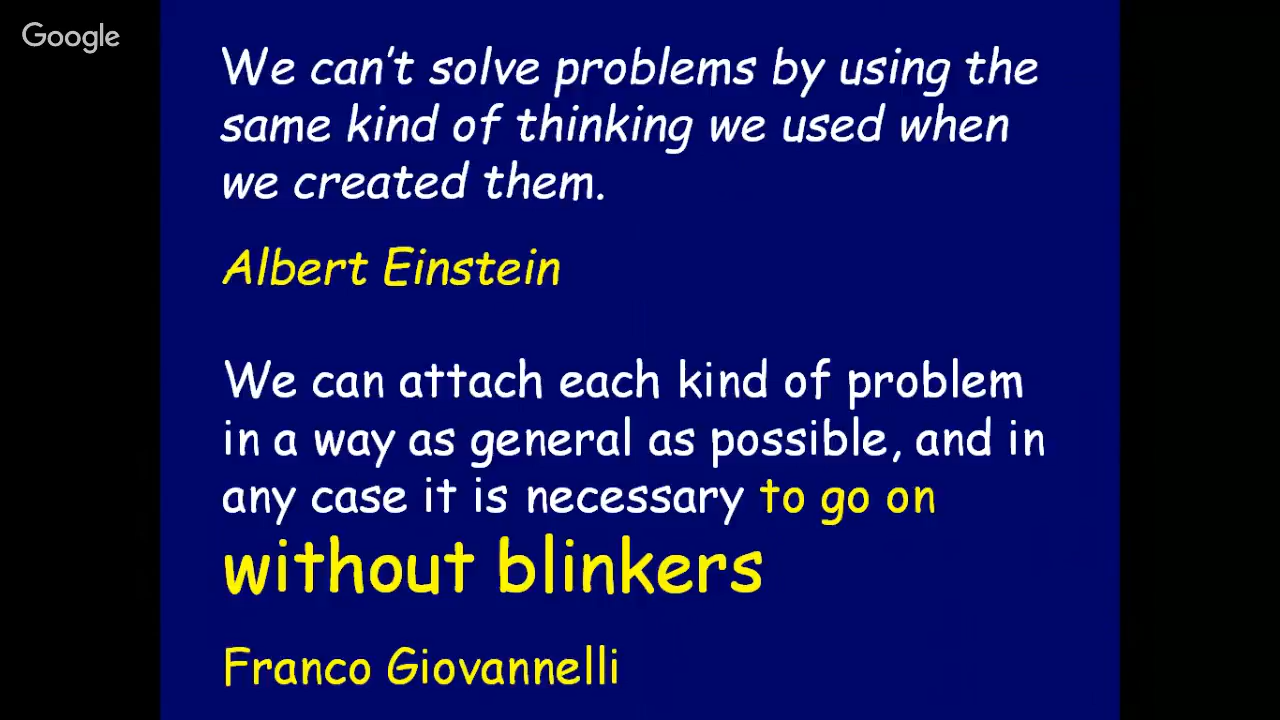 Google
We can't solve problems by using the
same kind of thinking we used when
we created them.
Albert Einstein
We can attach each kind of problem
in a way as general as possible, and in
any case it is necessary to go on
without blinkers
Franco Giovannelli